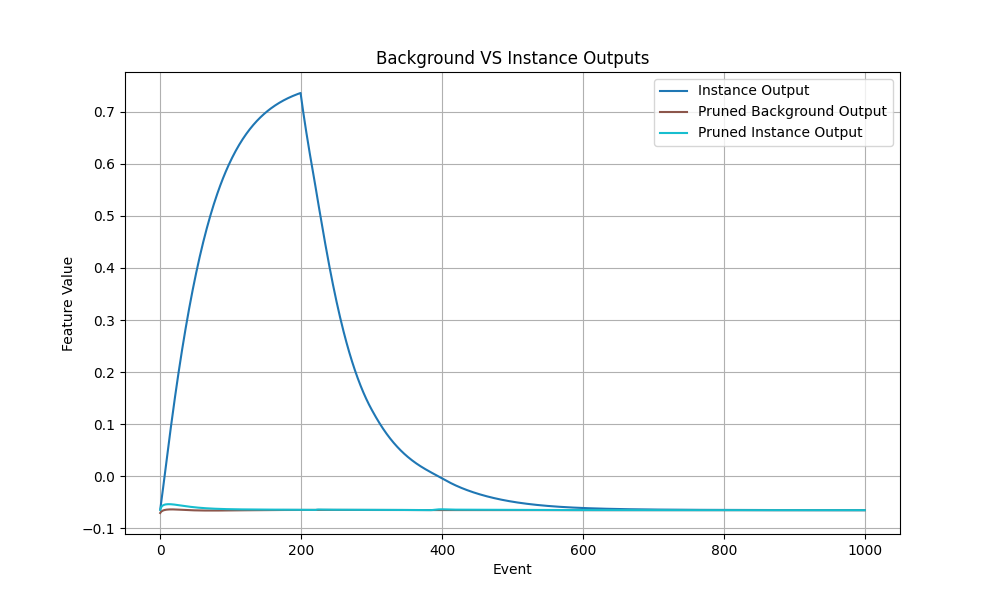 Background VS Instance Outputs
Instance Output
Pruned Background Output
Pruned Instance Output
0.7
0.6
0.5
0.4
0.3
0.2
0.1
0.0
−0.1
Feature Value
0 200 400 600 800 1000
Event